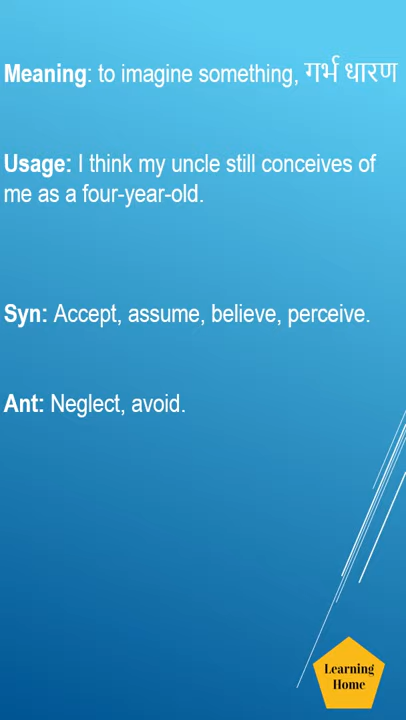 Meaning: to imagine something, गर्भ धारण
Usage: I think my uncle still conceives of
me as a four-year-old.
Syn: Accept, assume, believe, perceive.
Ant: Neglect, avoid.
Learning
Home